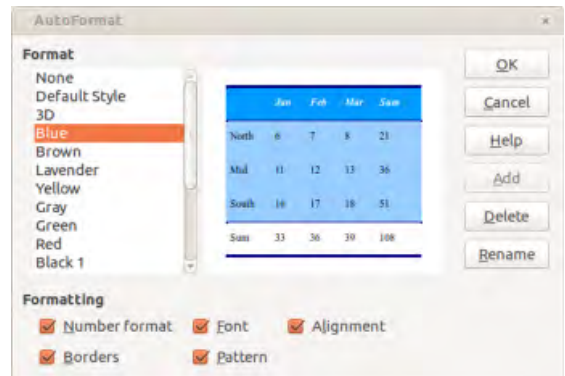 AutoFormat
Format
None
Default Style
3D
Blue
Brown
Lavender
Yellow
Gray
Green
Red
Black 1
Jan Feb Mar Sum
North 6 7 8 21
Mid 11 12 13 36
South 16 17 18 51
Sum 33 36 39 108
OK
Cancel
Help
Add
Delete
Rename
Formatting
Number format Font Alignment
Borders Pattern